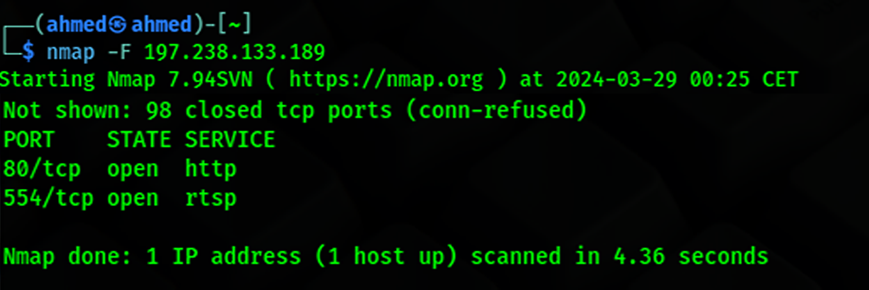 ┌──(ahmed㉿ahmed)-[~]
└─$ nmap -F 197.238.133.189
Starting Nmap 7.94SVN ( https://nmap.org ) at 2024-03-29 00:25 CET
Not shown: 98 closed tcp ports (conn-refused)
PORT    STATE SERVICE
80/tcp  open  http
554/tcp open  rtsp

Nmap done: 1 IP address (1 host up) scanned in 4.36 seconds